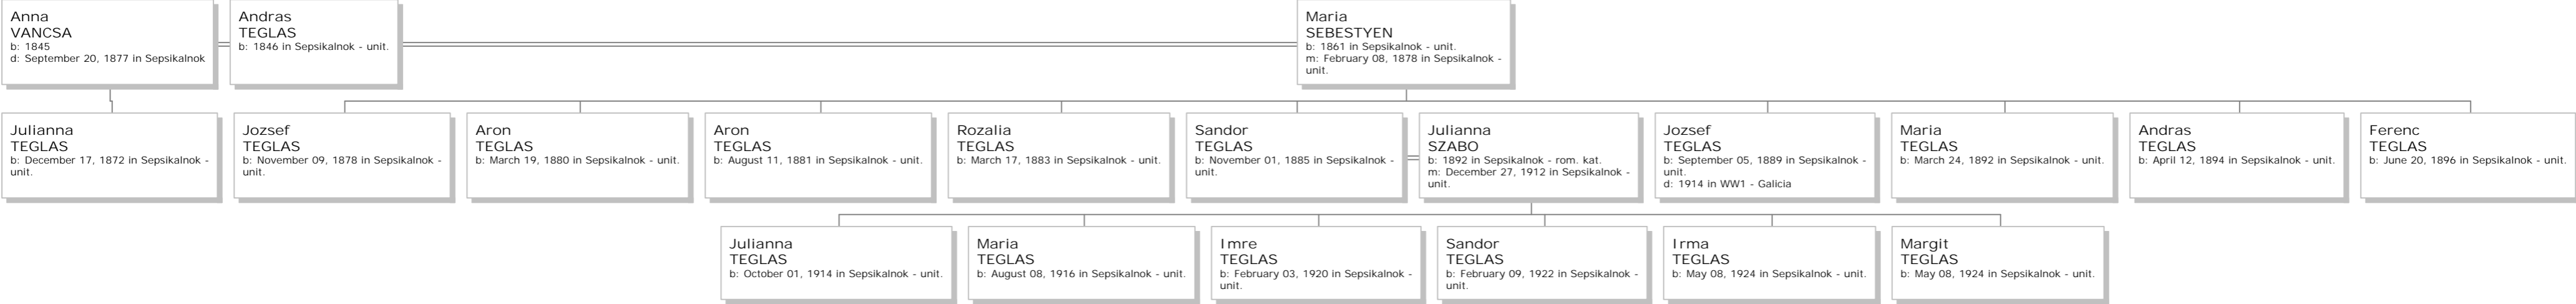 Anna
VANCSA
b: 1845
d: September 20, 1877 in Sepsikalnok
Andras
TEGLAS
b: 1846 in Sepsikalnok - unit.
Maria
SEBESTYEN
b: 1861 in Sepsikalnok - unit.
m: February 08, 1878 in Sepsikalnok -
unit.
Julianna
TEGLAS
b: December 17, 1872 in Sepsikalnok -
unit.
Jozsef
TEGLAS
b: November 09, 1878 in Sepsikalnok -
unit.
Aron
TEGLAS
b: March 19, 1880 in Sepsikalnok - unit.
Aron
TEGLAS
b: August 11, 1881 in Sepsikalnok - unit.
Rozalia
TEGLAS
b: March 17, 1883 in Sepsikalnok - unit.
Sandor
TEGLAS
b: November 01, 1885 in Sepsikalnok -
unit.
Julianna
SZABO
b: 1892 in Sepsikalnok - rom. kat.
m: December 27, 1912 in Sepsikalnok -
unit.
Jozsef
TEGLAS
b: September 05, 1889 in Sepsikalnok -
unit.
d: 1914 in WW1 - Galicia
Maria
TEGLAS
b: March 24, 1892 in Sepsikalnok - unit.
Andras
TEGLAS
b: April 12, 1894 in Sepsikalnok - unit.
Ferenc
TEGLAS
b: June 20, 1896 in Sepsikalnok - unit.
Julianna
TEGLAS
b: October 01, 1914 in Sepsikalnok - unit.
Maria
TEGLAS
b: August 08, 1916 in Sepsikalnok - unit.
Imre
TEGLAS
b: February 03, 1920 in Sepsikalnok -
unit.
Sandor
TEGLAS
b: February 09, 1922 in Sepsikalnok -
unit.
Irma
TEGLAS
b: May 08, 1924 in Sepsikalnok - unit.
Margit
TEGLAS
b: May 08, 1924 in Sepsikalnok - unit.